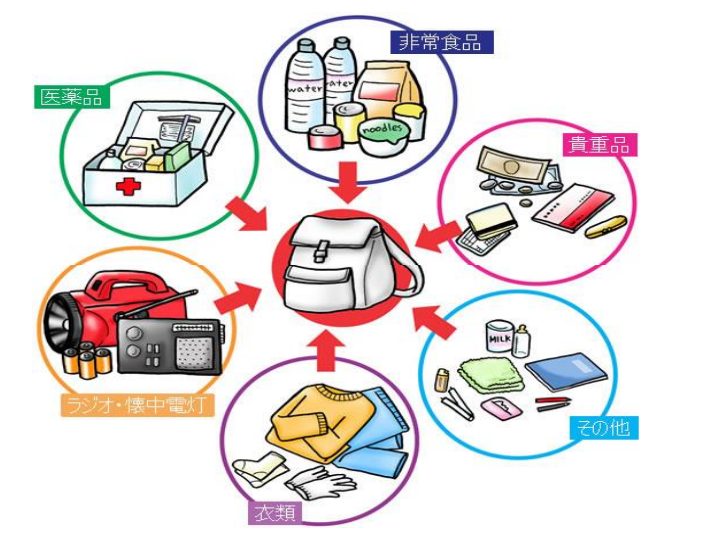 非常食品
water
water
noodles
医薬品
貴重品
ラジオ・懐中電灯
MILK
その他
衣類